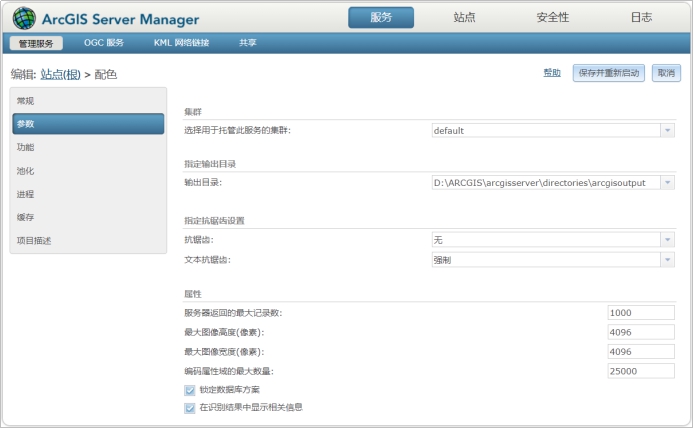 ArcGIS Server Manager
服务 站点 安全性 日志
管理服务 OGC 服务 KML 网络链接 共享
编辑: 站点(根) > 配色 帮助 保存并重新启动 取消
常规
参数
功能
池化
进程
缓存
项目描述
集群
选择用于托管此服务的集群: default
指定输出目录
输出目录: D:\ARCGIS\arcgisserver\directories\arcgisoutput
指定抗锯齿设置
抗锯齿: 无
文本抗锯齿: 强制
属性
服务器返回的最大记录数: 1000
最大图像高度(像素): 4096
最大图像宽度(像素): 4096
编码属性域的最大数量: 25000
锁定数据库方案
在识别结果中显示相关信息